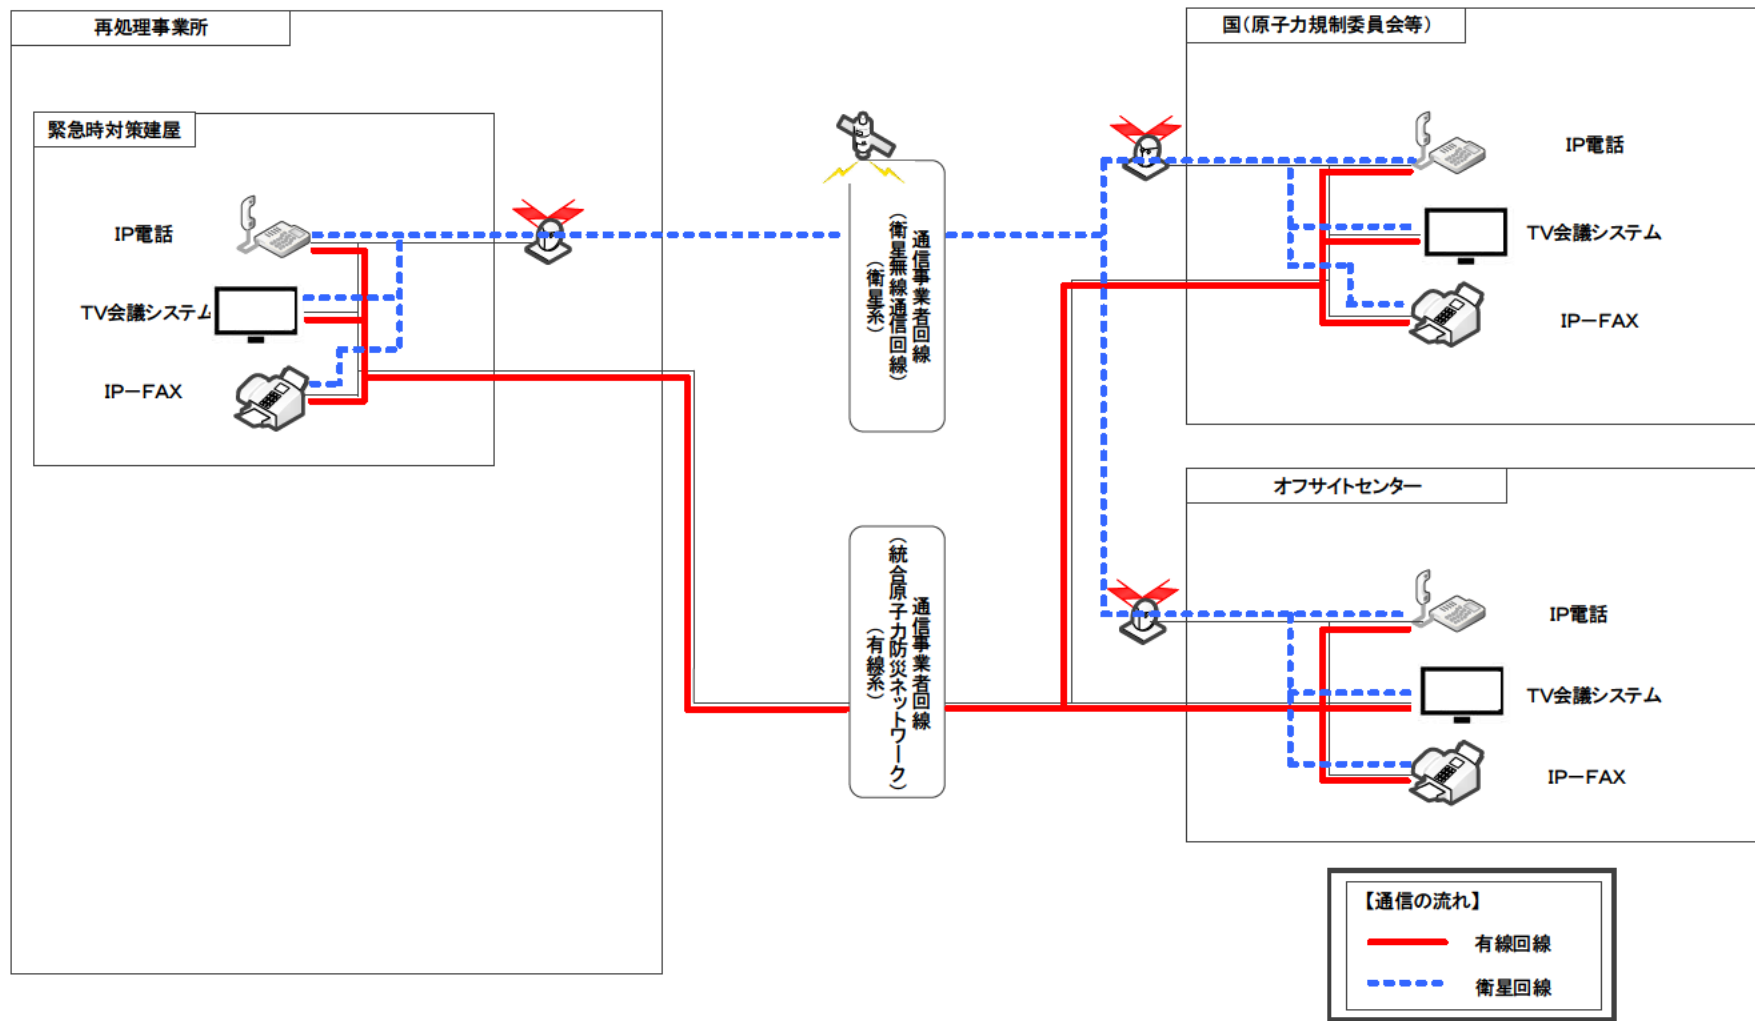 再処理事業所
緊急時対策建屋
IP電話
TV会議システム
IP－FAX
通信事業者回線
（衛星無線通信回線）
（衛星系）
通信事業者回線
（統合原子力防災ネットワーク）
（有線系）
国（原子力規制委員会等）
IP電話
TV会議システム
IP－FAX
オフサイトセンター
IP電話
TV会議システム
IP－FAX
【通信の流れ】
有線回線
衛星回線